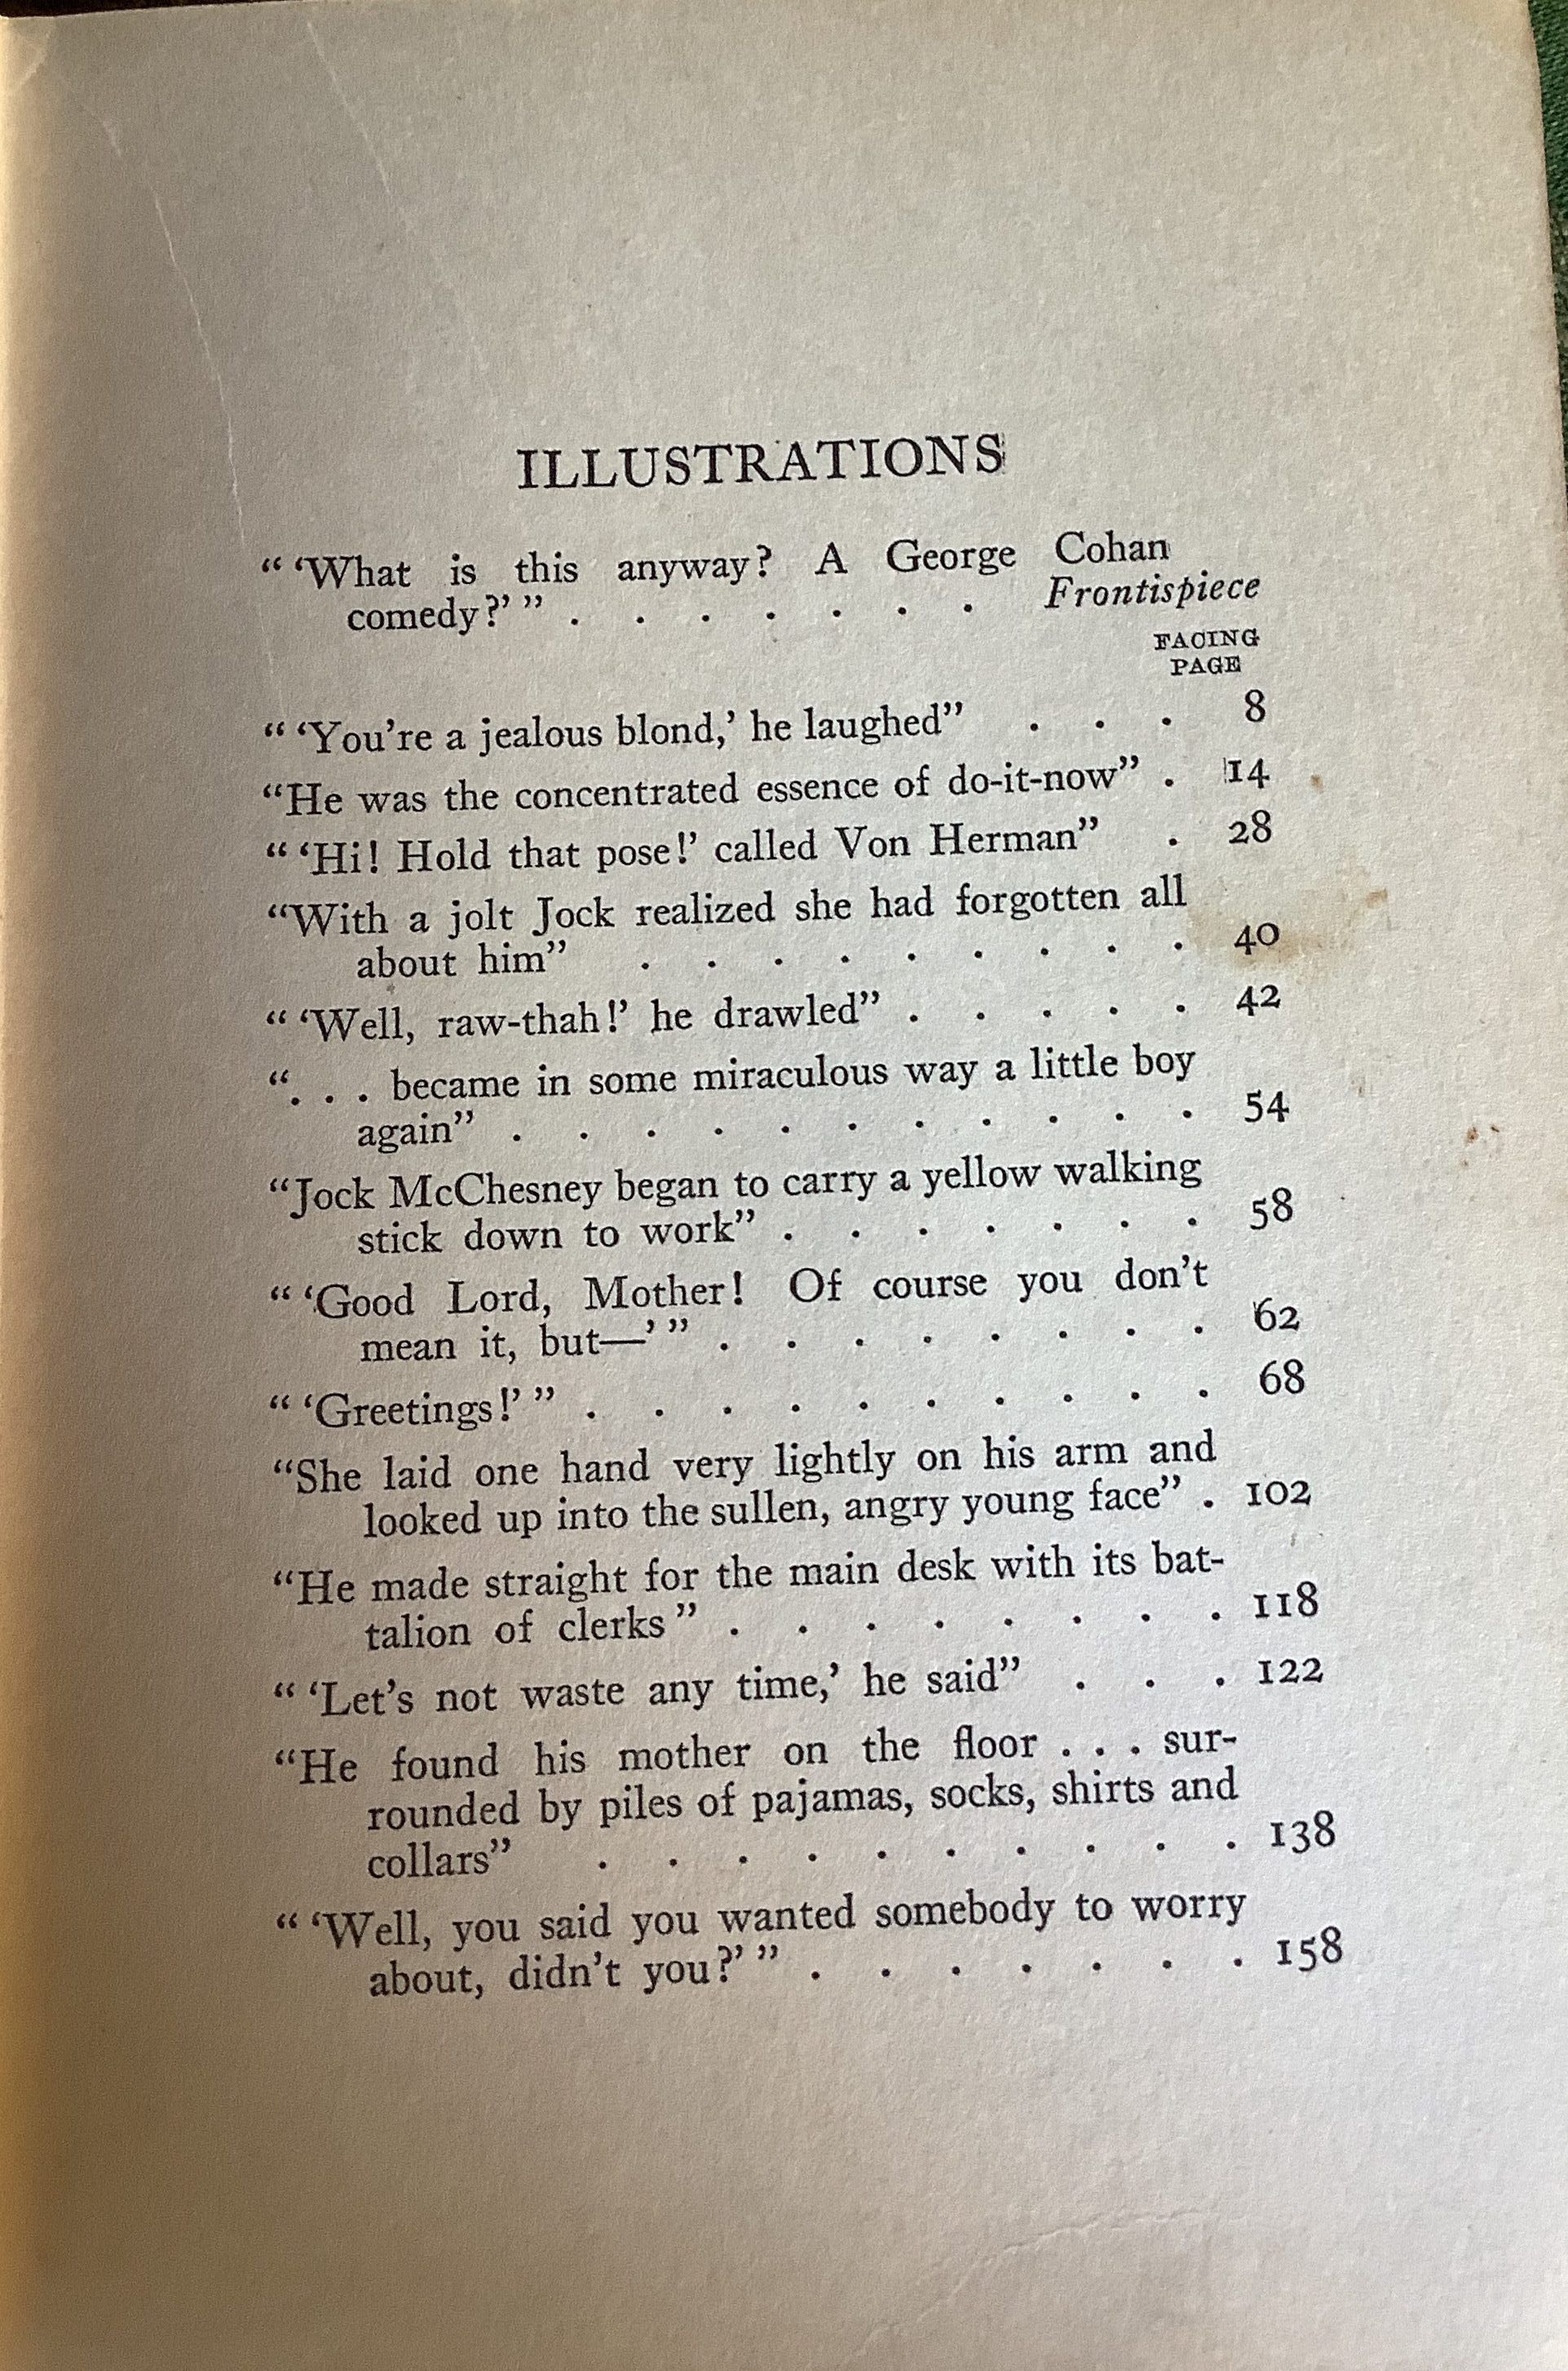 ILLUSTRATIONS
“ ‘What is this anyway? A George Cohan
comedy?’ ” . . . . . . . Frontispiece
FACING
PAGE
“ ‘You’re a jealous blond,’ he laughed” . . . 8
“He was the concentrated essence of do-it-now” . 14
“ ‘Hi! Hold that pose!’ called Von Herman” . 28
“With a jolt Jock realized she had forgotten all
about him” . . . . . . . . . 40
“ ‘Well, raw-thah!’ he drawled” . . . . . 42
“. . . became in some miraculous way a little boy
again” . . . . . . . . . . . 54
“Jock McChesney began to carry a yellow walking
stick down to work” . . . . . . . 58
“ ‘Good Lord, Mother! Of course you don’t
mean it, but—’ ” . . . . . . . . 62
“ ‘Greetings!’ ” . . . . . . . . . . 68
“She laid one hand very lightly on his arm and
looked up into the sullen, angry young face” . 102
“He made straight for the main desk with its bat-
talion of clerks ” . . . . . . . . 118
“ ‘Let’s not waste any time,’ he said” . . . 122
“He found his mother on the floor . . . sur-
rounded by piles of pajamas, socks, shirts and
collars” . . . . . . . . . . 138
“ ‘Well, you said you wanted somebody to worry
about, didn’t you?’ ” . . . . . . . 158